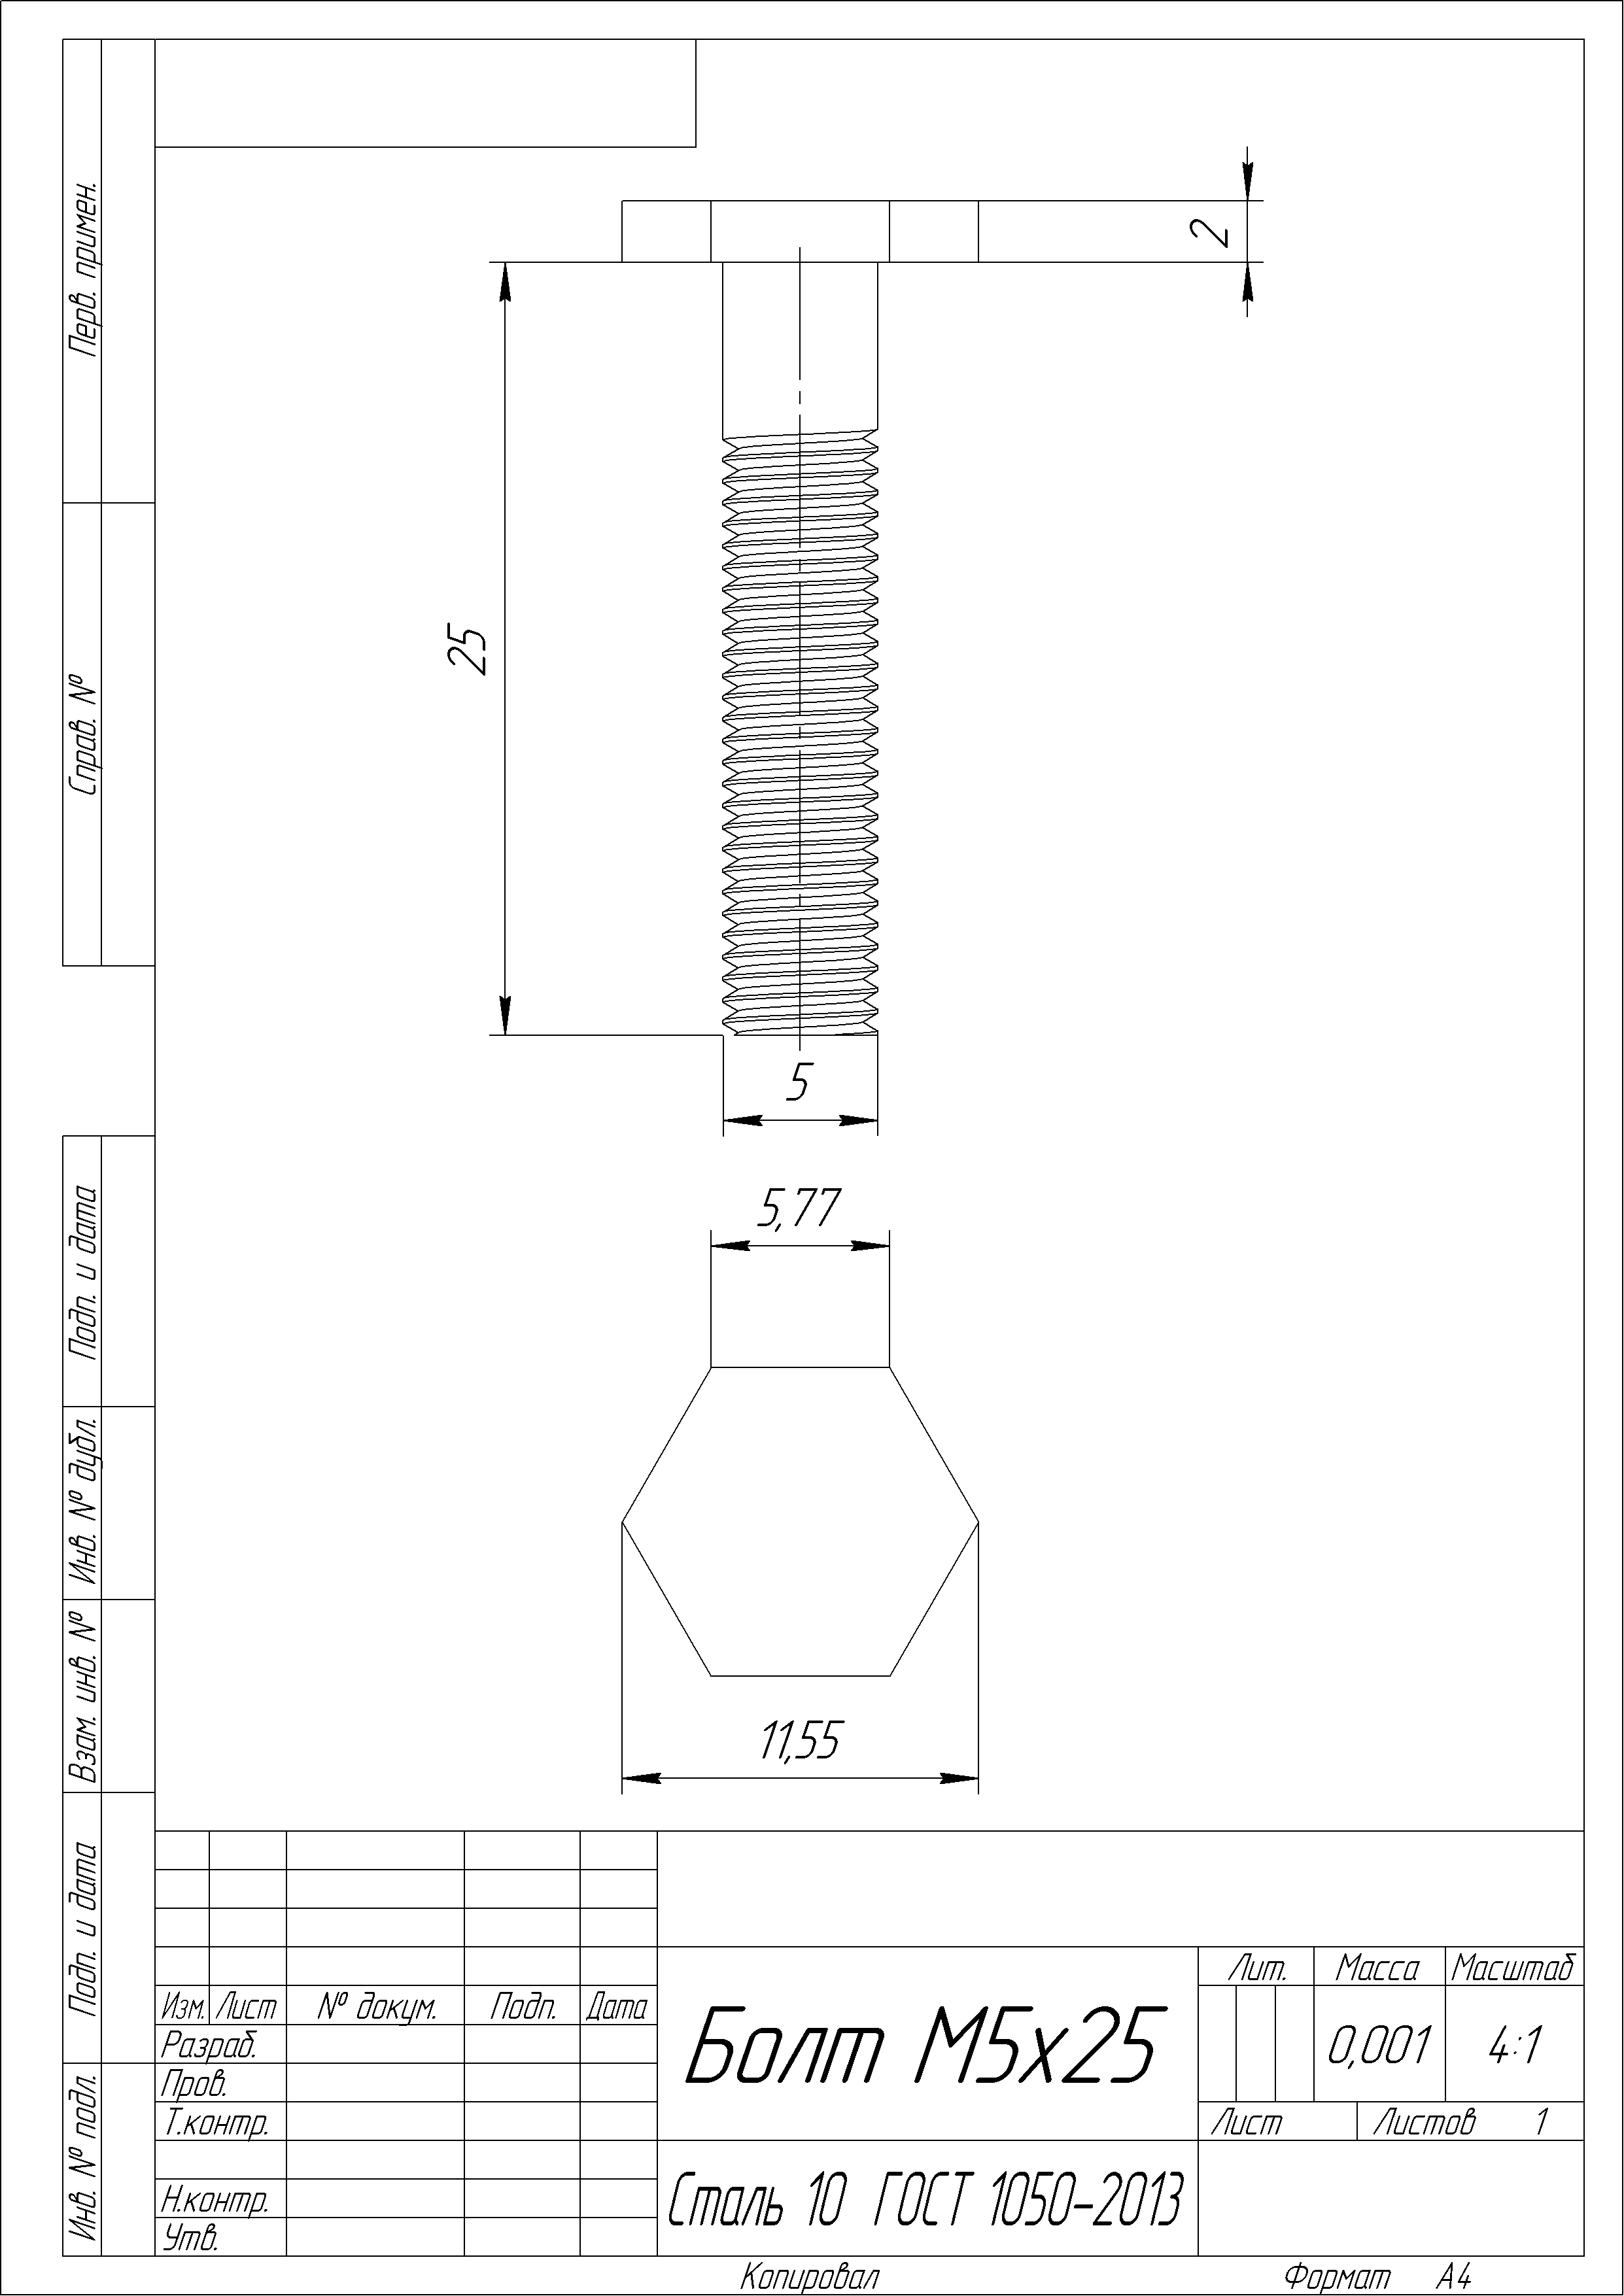 Перв. примен.
Справ. №
Подп. и дата
Инв. № дубл.
Взам. инв. №
Подп. и дата
Инв. № подл.
2
25
5
5,77
11,55
Изм. Лист № докум. Подп. Дата
Разраб.
Пров.
Т.контр.
Н.контр.
Утв.
Болт М5х25
Сталь 10 ГОСТ 1050-2013
Лит. Масса Масштаб
0,001 4:1
Лист Листов 1
Копировал Формат А4